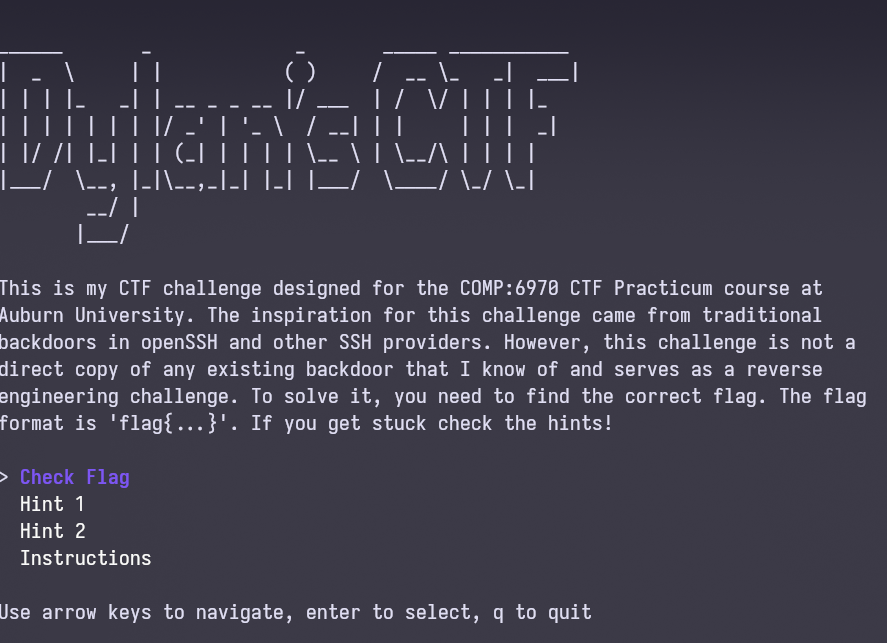 Dylan's CTF
This is my CTF challenge designed for the COMP:6970 CTF Practicum course at
Auburn University. The inspiration for this challenge came from traditional
backdoors in openSSH and other SSH providers. However, this challenge is not a
direct copy of any existing backdoor that I know of and serves as a reverse
engineering challenge. To solve it, you need to find the correct flag. The flag
format is 'flag{...}'. If you get stuck check the hints!
> Check Flag
Hint 1
Hint 2
Instructions
Use arrow keys to navigate, enter to select, q to quit